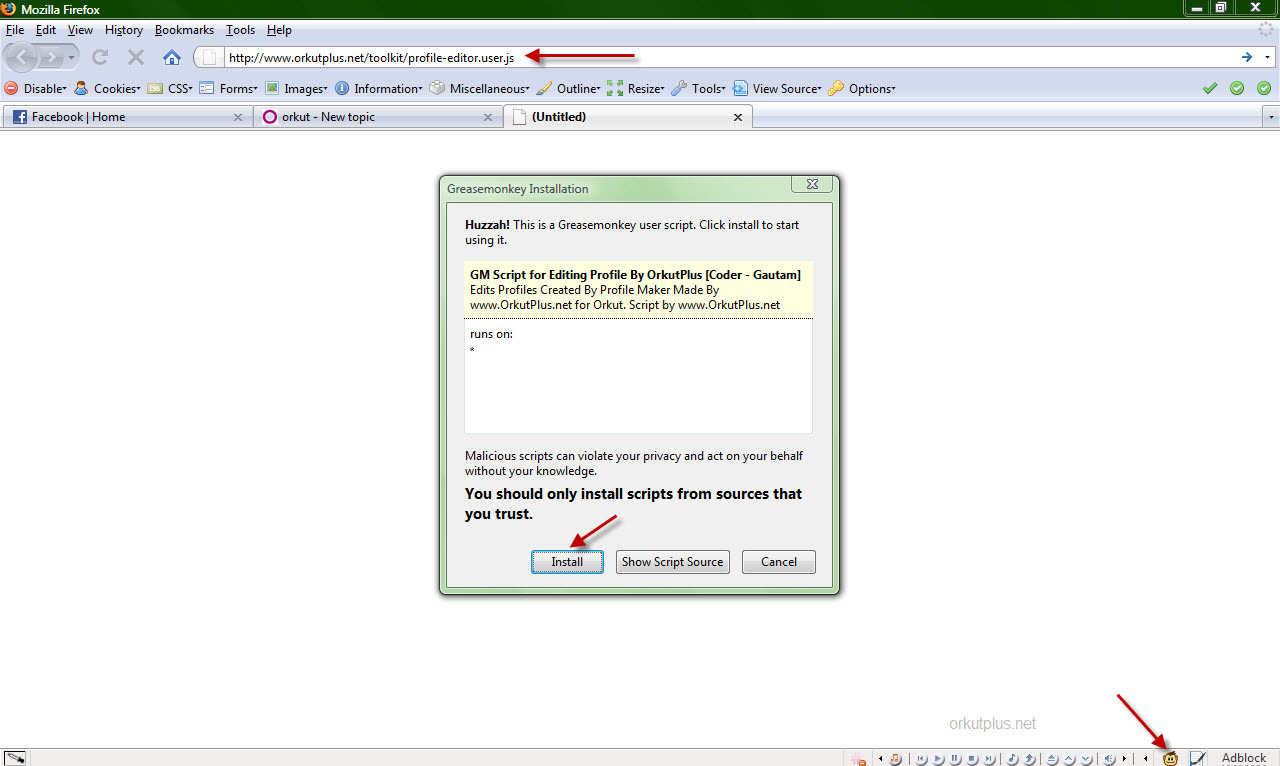 Mozilla Firefox
File Edit View History Bookmarks Tools Help
http://www.orkutplus.net/toolkit/profile-editor.user.js
Disable Cookies CSS Forms Images Information Miscellaneous Outline Resize Tools View Source Options
Facebook | Home orkut - New topic (Untitled)
Greasemonkey Installation
Huzzah! This is a Greasemonkey user script. Click install to start
using it.
GM Script for Editing Profile By OrkutPlus [Coder - Gautam]
Edits Profiles Created By Profile Maker Made By
www.OrkutPlus.net for Orkut. Script by www.OrkutPlus.net
runs on:
*
Malicious scripts can violate your privacy and act on your behalf
without your knowledge.
You should only install scripts from sources that
you trust.
Install Show Script Source Cancel
orkutplus.net
Adblock